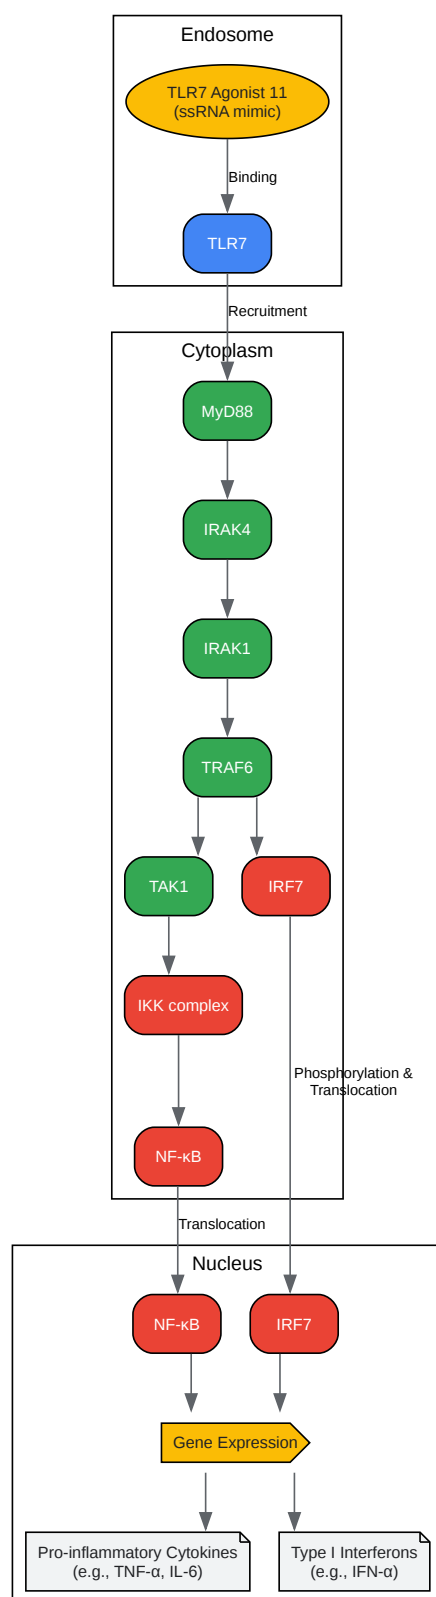 Endosome
TLR7 Agonist 11
(ssRNA mimic)
Binding
TLR7
Recruitment
Cytoplasm
MyD88
IRAK4
IRAK1
TRAF6
TAK1
IRF7
IKK complex
Phosphorylation &
Translocation
NF-κB
Translocation
Nucleus
NF-κB
IRF7
Gene Expression
Pro-inflammatory Cytokines
(e.g., TNF-α, IL-6)
Type I Interferons
(e.g., IFN-α)